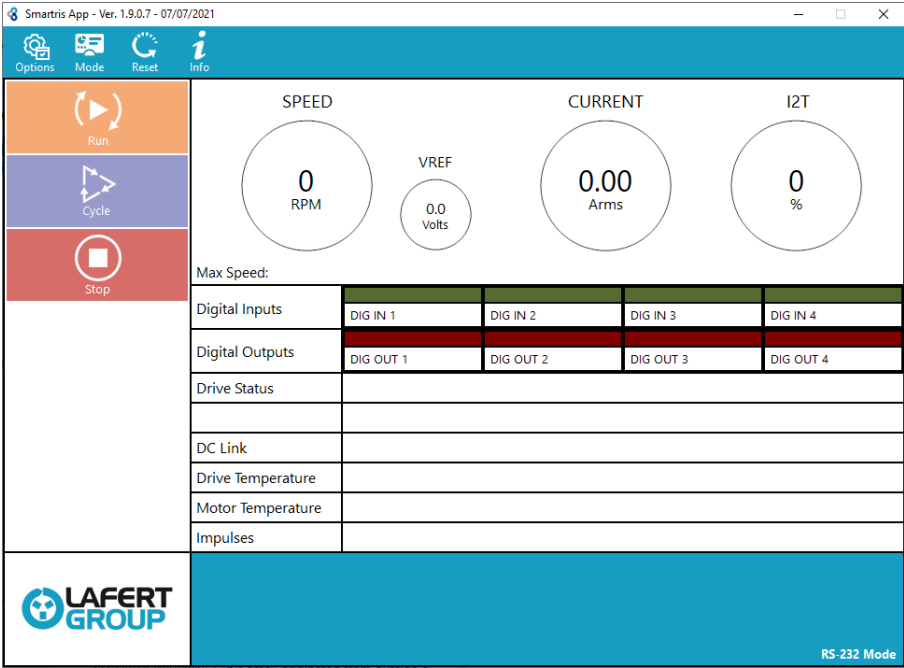 Smartris App - Ver. 1.9.0.7 - 07/07/2021
Options Mode Reset Info
Run
Cycle
Stop
SPEED
0
RPM
VREF
0.0
Volts
CURRENT
0.00
Arms
I2T
0
%
Max Speed:
Digital Inputs
DIG IN 1 DIG IN 2 DIG IN 3 DIG IN 4
Digital Outputs
DIG OUT 1 DIG OUT 2 DIG OUT 3 DIG OUT 4
Drive Status
DC Link
Drive Temperature
Motor Temperature
Impulses
LAFERT
GROUP
RS-232 Mode